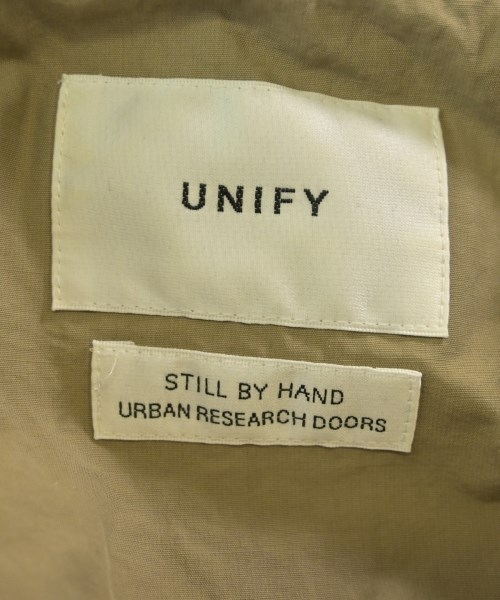 UNIFY
STILL BY HAND
URBAN RESEARCH DOORS